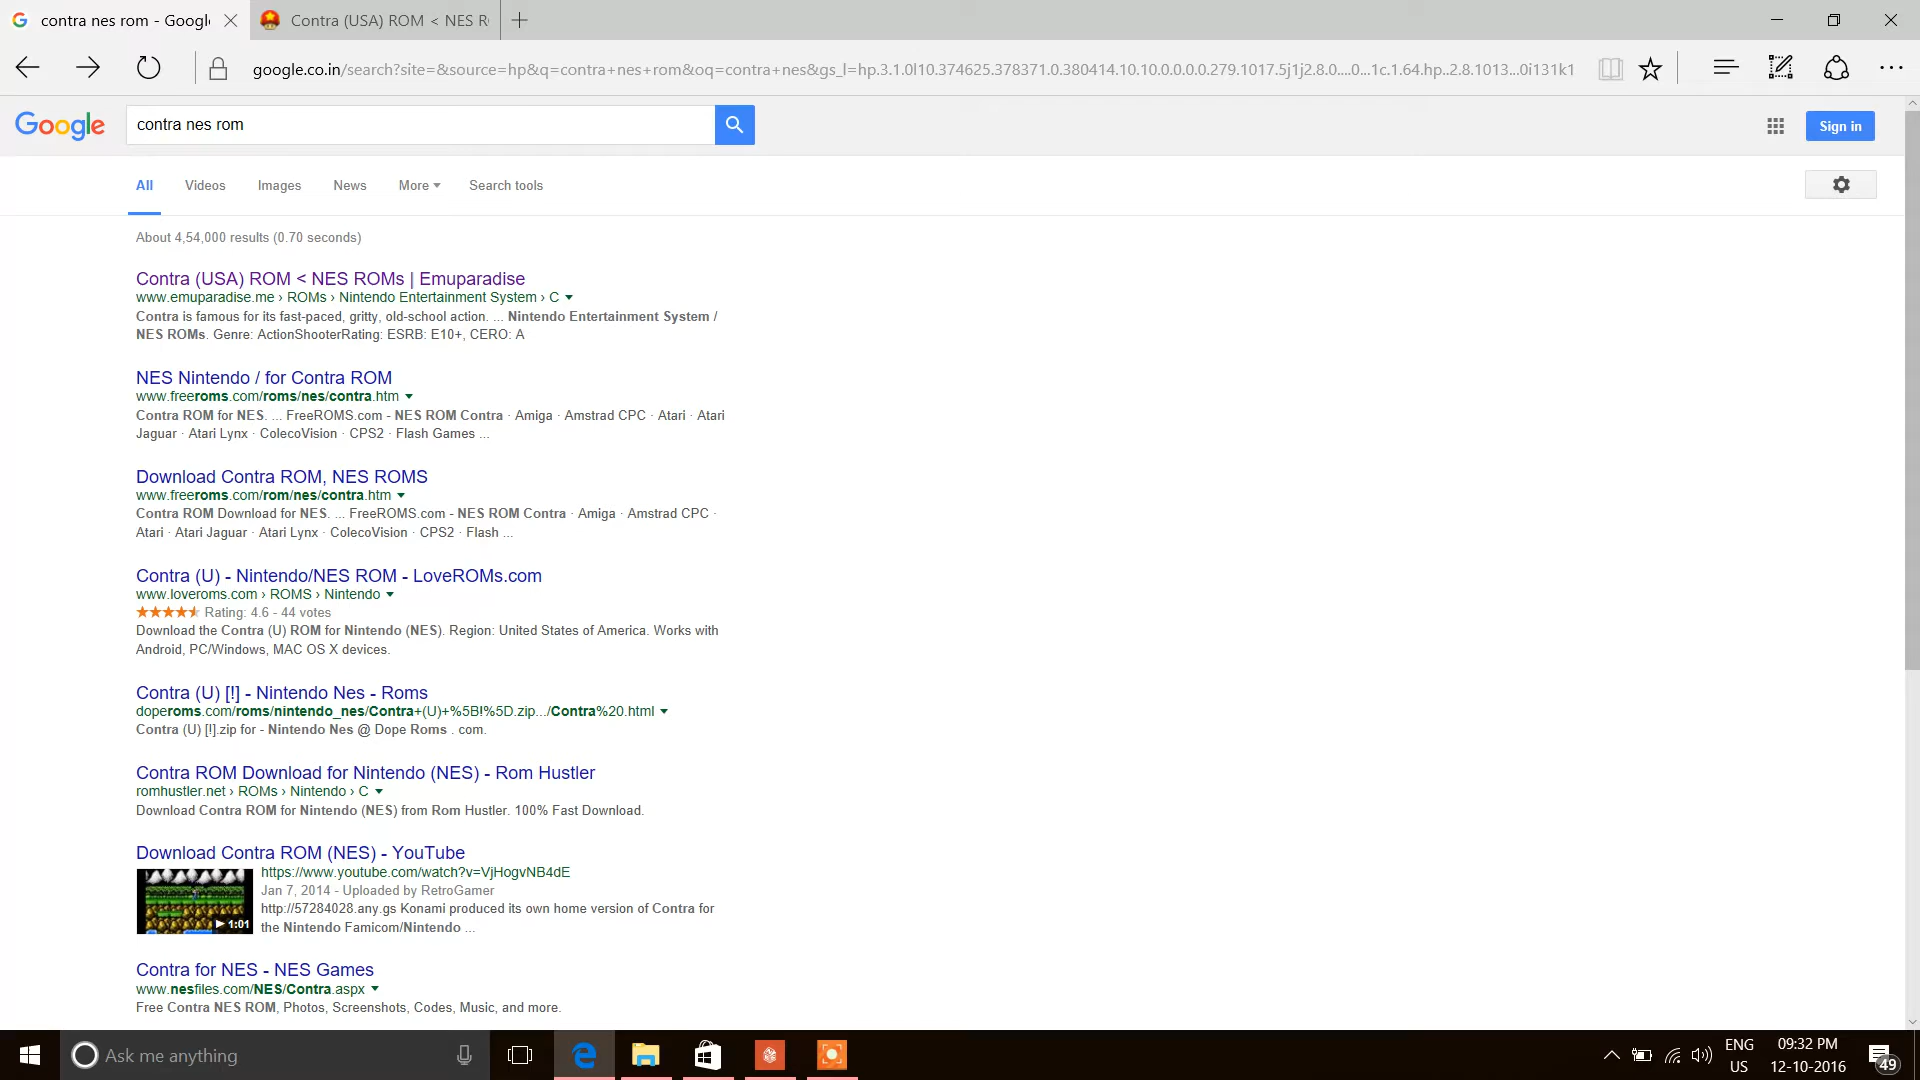 contra nes rom - Googl
Contra (USA) ROM < NES R
google.co.in/search?site=&source=hp&q=contra+nes+rom&oq=contra+nes&gs_l=hp.3.1.0l10.374625.378371.0.380414.10.10.0.0.0.0.279.1017.5j1j2.8.0....0...1c.1.64.hp..2.8.1013...0i131k1
Google
contra nes rom
Sign in
All Videos Images News More Search tools
About 4,54,000 results (0.70 seconds)
Contra (USA) ROM < NES ROMs | Emuparadise
www.emuparadise.me › ROMs › Nintendo Entertainment System › C
Contra is famous for its fast-paced, gritty, old-school action. ... Nintendo Entertainment System /
NES ROMs. Genre: ActionShooterRating: ESRB: E10+, CERO: A
NES Nintendo / for Contra ROM
www.freeroms.com/roms/nes/contra.htm
Contra ROM for NES. ... FreeROMS.com - NES ROM Contra · Amiga · Amstrad CPC · Atari · Atari
Jaguar · Atari Lynx · ColecoVision · CPS2 · Flash Games ...
Download Contra ROM, NES ROMS
www.freeroms.com/rom/nes/contra.htm
Contra ROM Download for NES. ... FreeROMS.com - NES ROM Contra · Amiga · Amstrad CPC ·
Atari · Atari Jaguar · Atari Lynx · ColecoVision · CPS2 · Flash ...
Contra (U) - Nintendo/NES ROM - LoveROMs.com
www.loveroms.com › ROMS › Nintendo
Rating: 4.6 - 44 votes
Download the Contra (U) ROM for Nintendo (NES). Region: United States of America. Works with
Android, PC/Windows, MAC OS X devices.
Contra (U) [!] - Nintendo Nes - Roms
doperoms.com/roms/nintendo_nes/Contra+(U)+%5B!%5D.zip.../Contra%20.html
Contra (U) [!].zip for - Nintendo Nes @ Dope Roms . com.
Contra ROM Download for Nintendo (NES) - Rom Hustler
romhustler.net › ROMs › Nintendo › C
Download Contra ROM for Nintendo (NES) from Rom Hustler. 100% Fast Download.
Download Contra ROM (NES) - YouTube
https://www.youtube.com/watch?v=VjHogvNB4dE
Jan 7, 2014 - Uploaded by RetroGamer
http://57284028.any.gs Konami produced its own home version of Contra for
the Nintendo Famicom/Nintendo ...
1:01
Contra for NES - NES Games
www.nesfiles.com/NES/Contra.aspx
Free Contra NES ROM, Photos, Screenshots, Codes, Music, and more.
Ask me anything
ENG
US
09:32 PM
12-10-2016
49